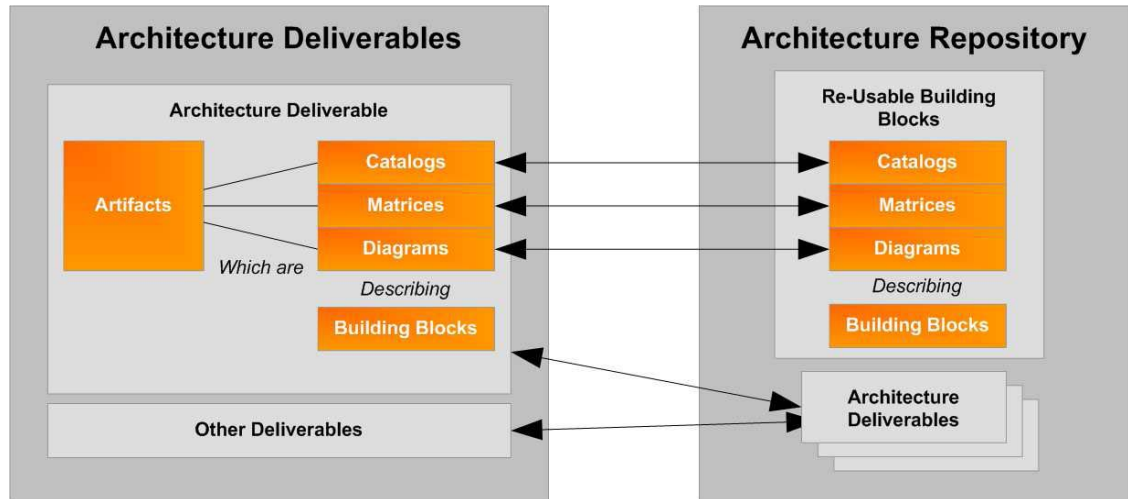 Architecture Deliverables
Architecture Deliverable
Artifacts
Catalogs
Matrices
Diagrams
Which are
Describing
Building Blocks
Other Deliverables
Architecture Repository
Re-Usable Building
Blocks
Catalogs
Matrices
Diagrams
Describing
Building Blocks
Architecture
Deliverables